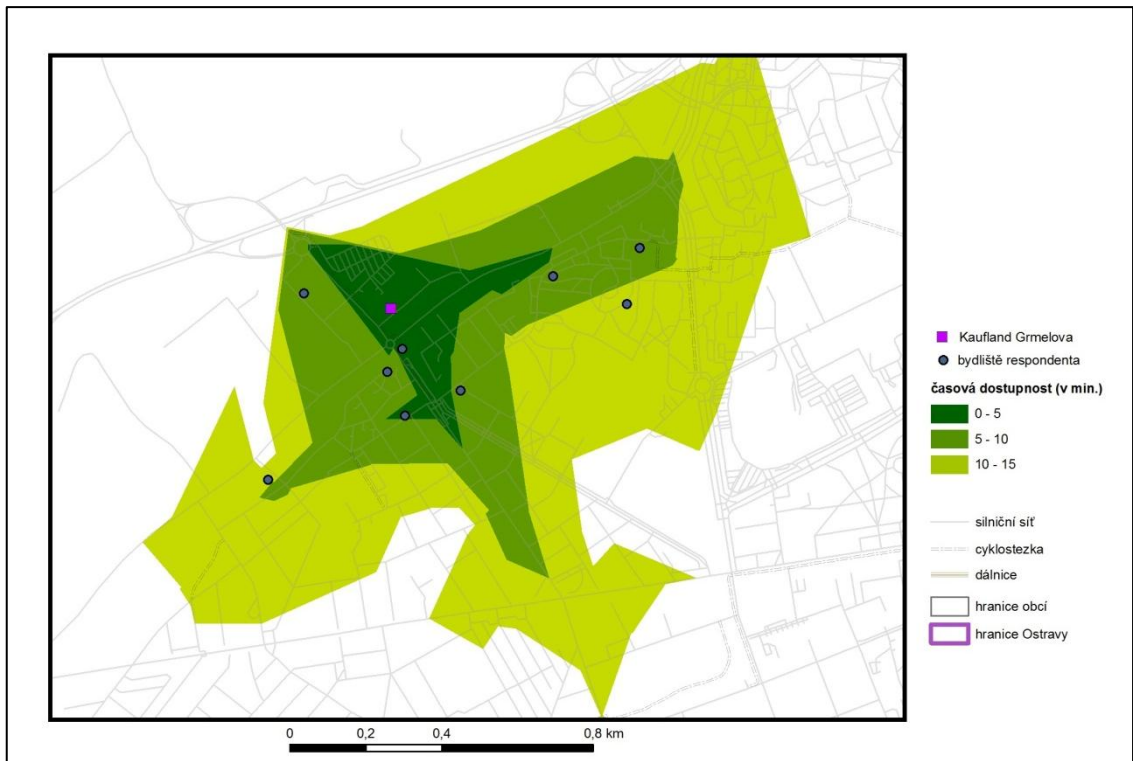 Kaufland Grmelova
bydliště respondenta
časová dostupnost (v min.)
0 - 5
5 - 10
10 - 15
silniční síť
cyklostezka
dálnice
hranice obcí
hranice Ostravy
0 0,2 0,4 0,8 km